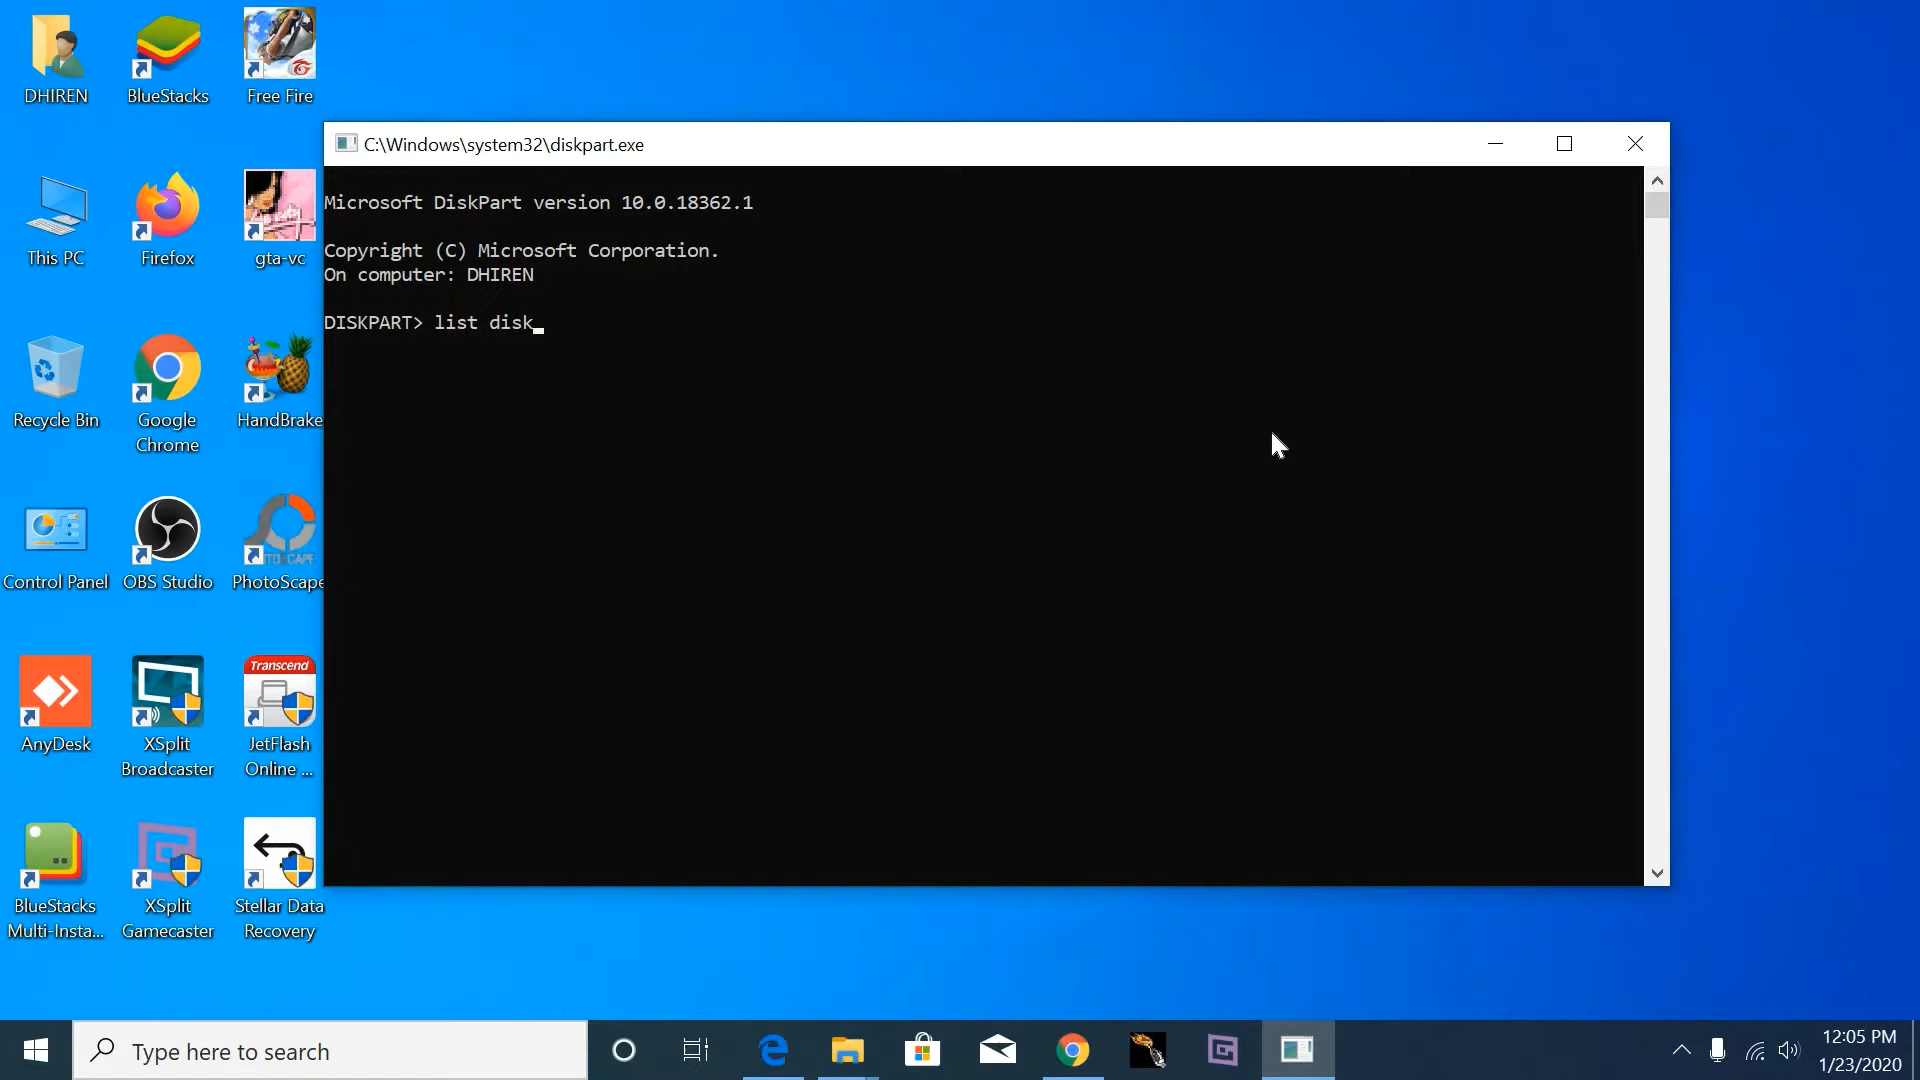 DHIREN
BlueStacks
Free Fire
This PC
Firefox
gta-vc
Recycle Bin
Google
Chrome
HandBrake
Control Panel
OBS Studio
PhotoScape
AnyDesk
XSplit
Broadcaster
Transcend
JetFlash
Online ...
BlueStacks
Multi-Insta...
XSplit
Gamecaster
Stellar Data
Recovery
C:\Windows\system32\diskpart.exe
Microsoft DiskPart version 10.0.18362.1
Copyright (C) Microsoft Corporation.
On computer: DHIREN
DISKPART> list disk_
Type here to search
12:05 PM
1/23/2020